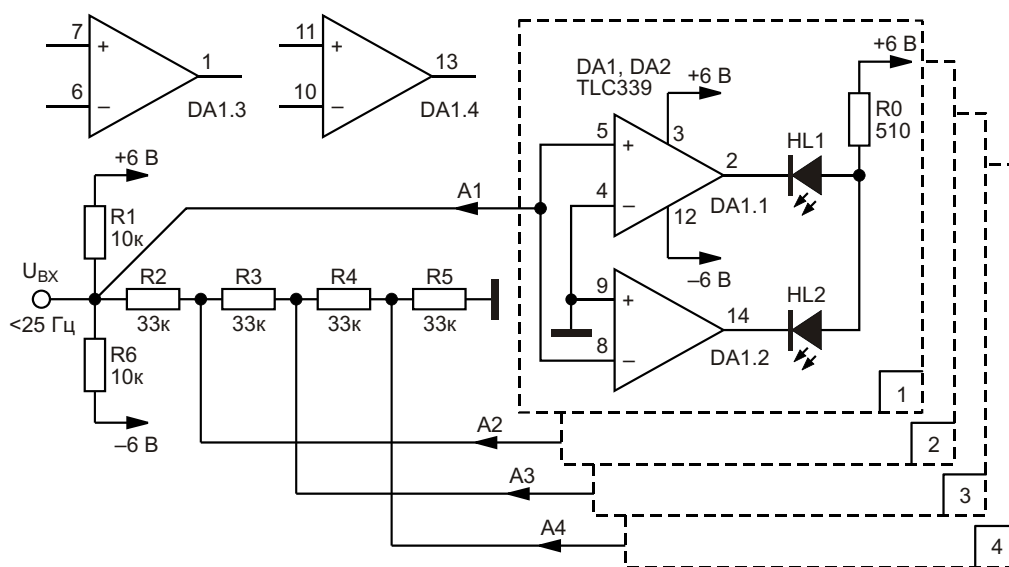 7
+
6
–
1
DA1.3
11
+
10
–
13
DA1.4
DA1, DA2
TLC339
+6 В
+6 В
R0
510
5
+
3
4
–
2
12
DA1.1
HL1
–6 В
9
+
8
–
14
DA1.2
HL2
1
2
3
4
+6 В
R1
10к
A1
UВХ
<25 Гц
R2
33к
R3
33к
R4
33к
R5
33к
R6
10к
–6 В
A2
A3
A4